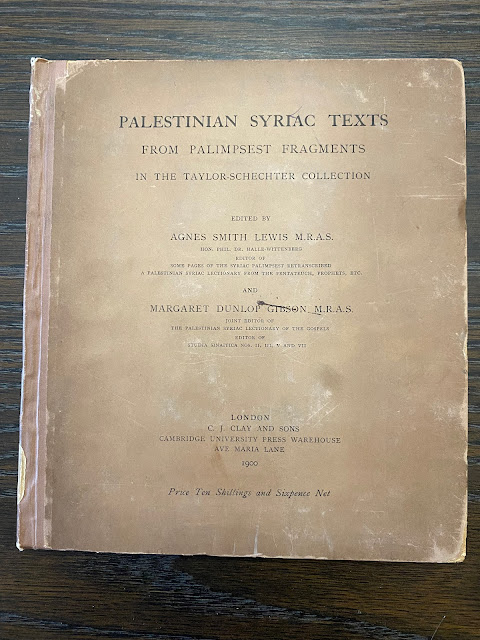 PALESTINIAN SYRIAC TEXTS
FROM PALIMPSEST FRAGMENTS
IN THE TAYLOR-SCHECHTER COLLECTION
EDITED BY
AGNES SMITH LEWIS M.R.A.S.
HON. PHIL. DR. HALLE-WITTENBERG
EDITOR OF
SOME PAGES OF THE SYRIAC PALIMPSEST RETRANSCRIBED
A PALESTINIAN SYRIAC LECTIONARY FROM THE PENTATEUCH, PROPHETS, ETC.
AND
MARGARET DUNLOP GIBSON M.R.A.S.
JOINT EDITOR OF
THE PALESTINIAN SYRIAC LECTIONARY OF THE GOSPELS
EDITOR OF
STUDIA SINAITICA NOS. II, III, V AND VII
LONDON
C. J. CLAY AND SONS
CAMBRIDGE UNIVERSITY PRESS WAREHOUSE
AVE MARIA LANE
1900
Price Ten Shillings and Sixpence Net